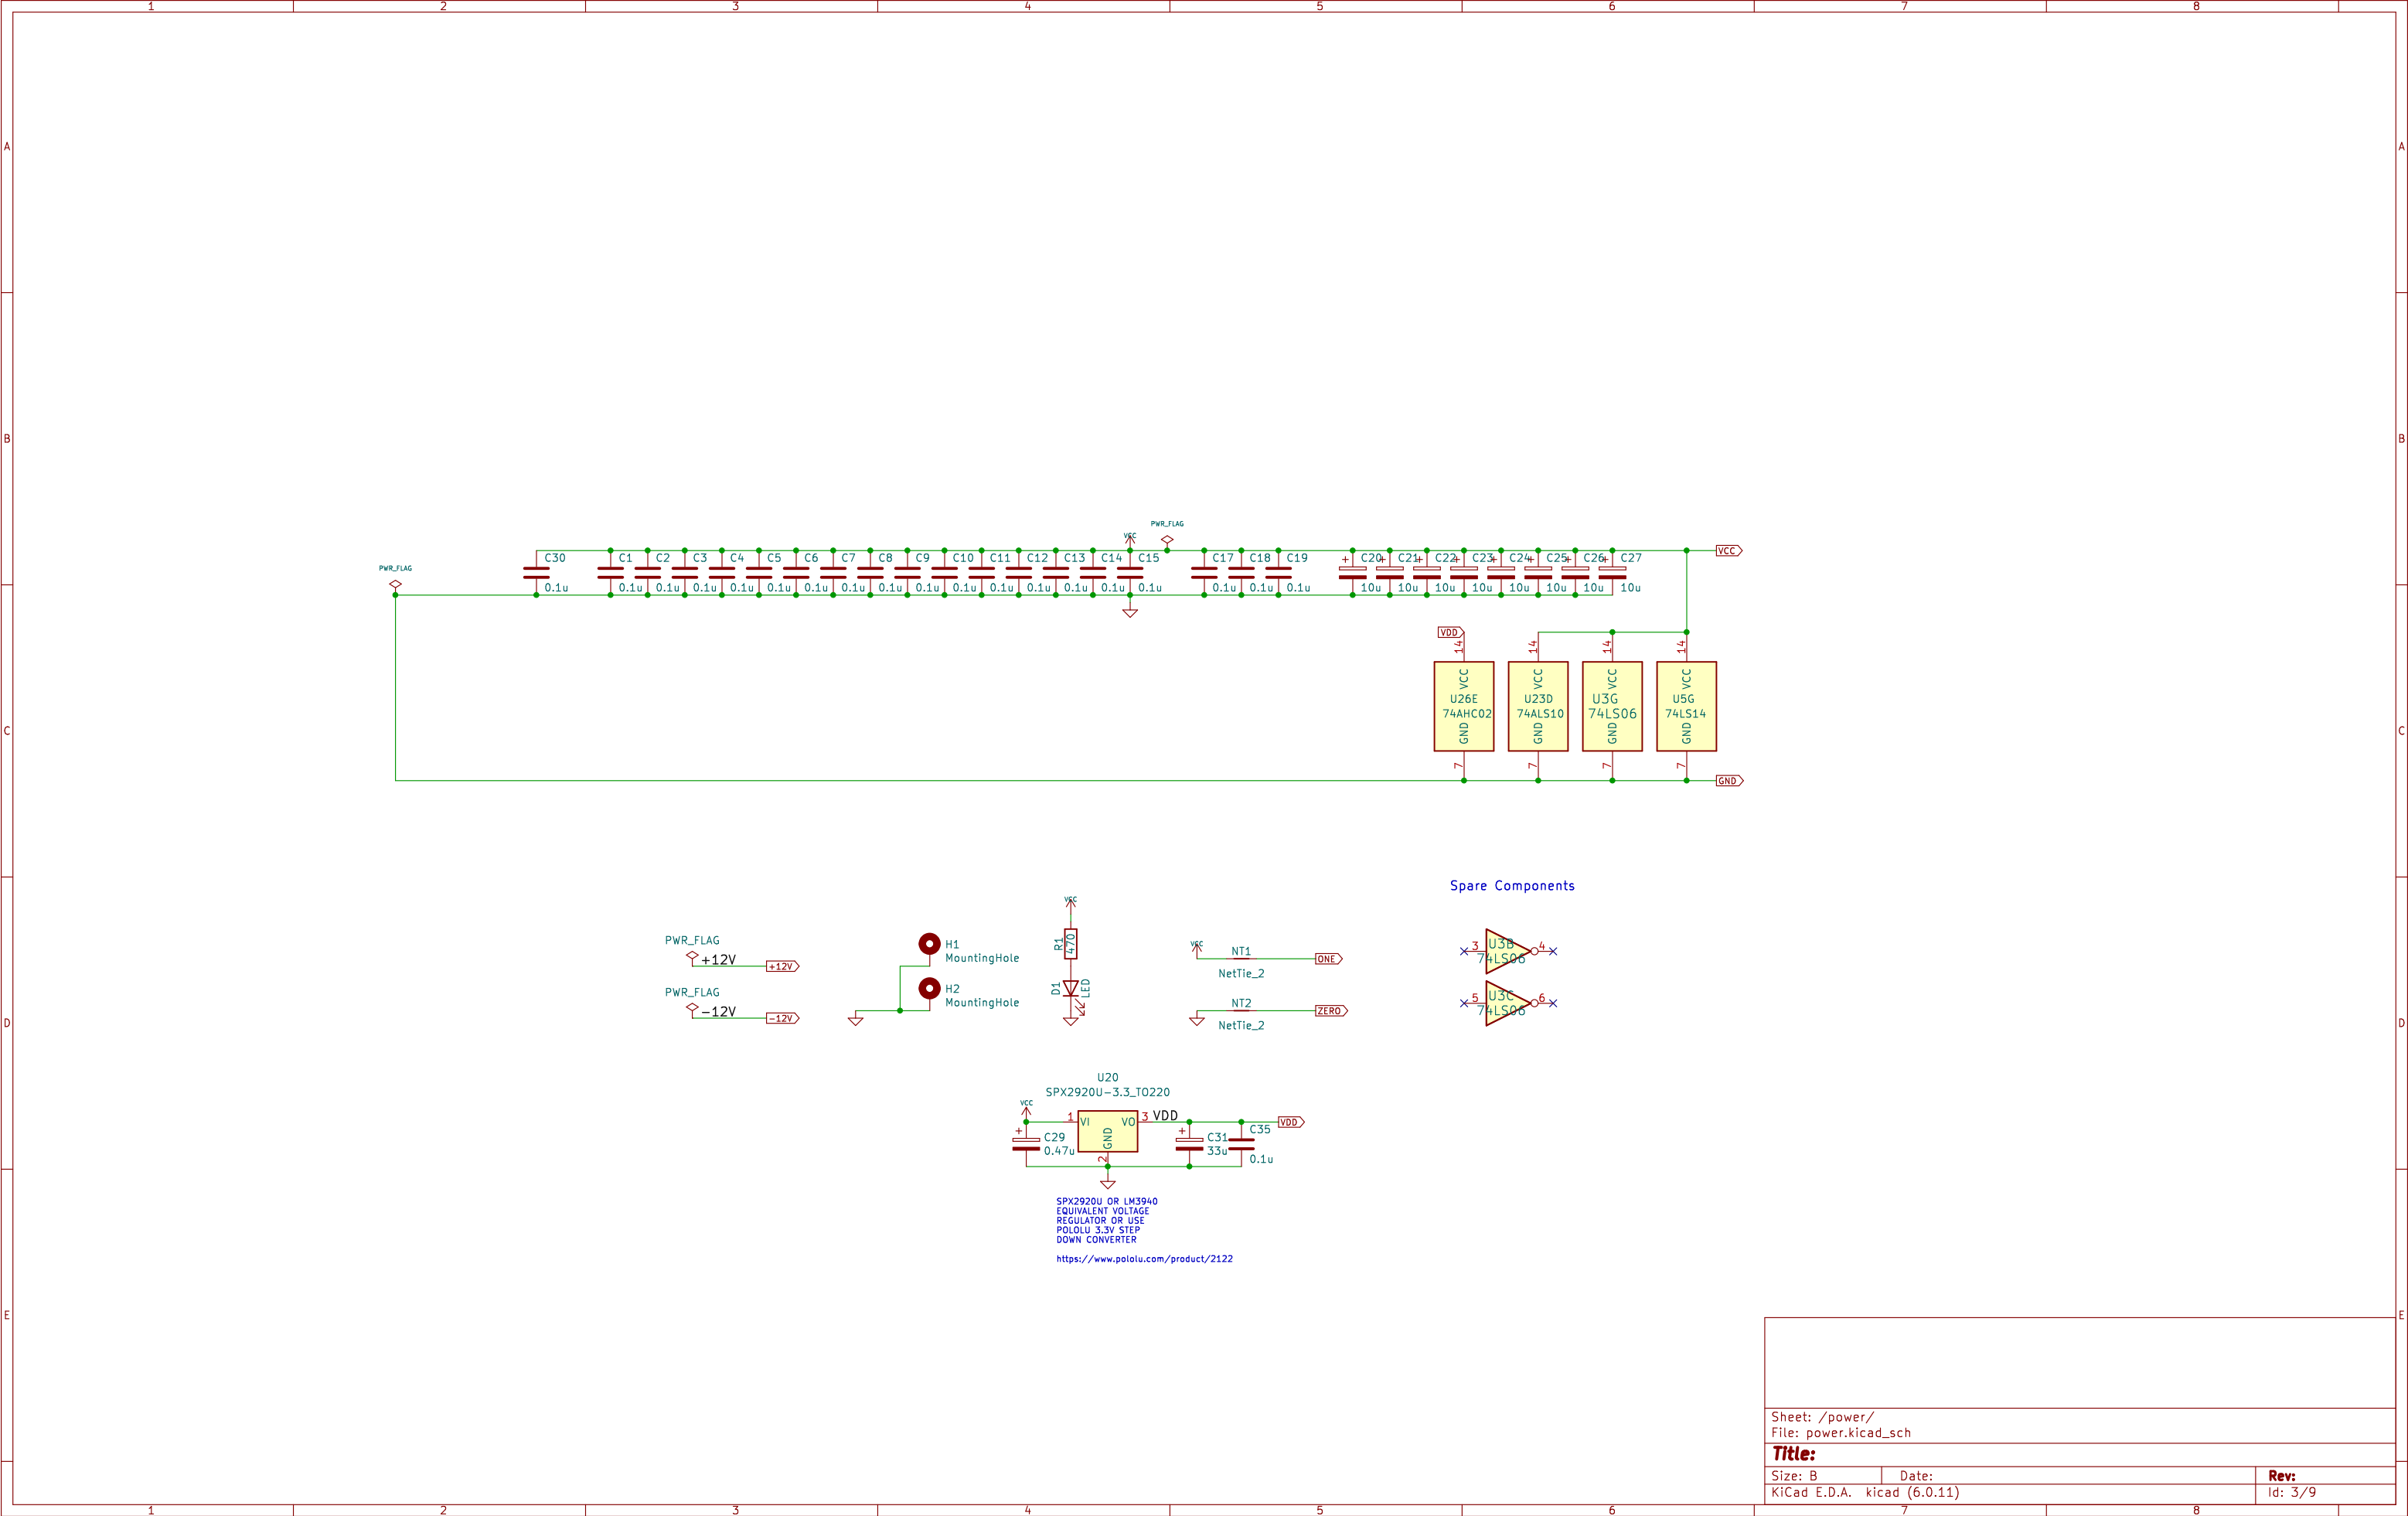 1 2 3 4 5 6 7 8
A A
B B
C C
D D
E E
PWR_FLAG
VCC
PWR_FLAG
C30 C1 C2 C3 C4 C5 C6 C7 C8 C9 C10 C11 C12 C13 C14 C15 C17 C18 C19 C20 C21 C22 C23 C24 C25 C26 C27
VCC
+ + + + + + + +
0.1u 0.1u 0.1u 0.1u 0.1u 0.1u 0.1u 0.1u 0.1u 0.1u 0.1u 0.1u 0.1u 0.1u 0.1u 0.1u 0.1u 0.1u 0.1u 10u 10u 10u 10u 10u 10u 10u 10u
VDD
14 14 14 14
VCC VCC VCC VCC
U26E U23D U3G U5G
74AHC02 74ALS10 74LS06 74LS14
GND GND GND GND
7 7 7 7
GND
Spare Components
PWR_FLAG
+12V
+12V
PWR_FLAG
-12V
-12V
H1
MountingHole
H2
MountingHole
VCC
R1
470
D1
LED
VCC
NT1
ONE
NetTie_2
NT2
ZERO
NetTie_2
3 U3B 4
74LS06
5 U3C 6
74LS06
U20
SPX2920U-3.3_TO220
VCC
1 VI VO 3 VDD
VDD
GND
2
+
C29
0.47u
+
C31
33u
C35
0.1u
SPX2920U OR LM3940
EQUIVALENT VOLTAGE
REGULATOR OR USE
POLOLU 3.3V STEP
DOWN CONVERTER
https://www.pololu.com/product/2122
Sheet: /power/
File: power.kicad_sch
Title:
Size: B Date: Rev:
KiCad E.D.A. kicad (6.0.11) Id: 3/9
1 2 3 4 5 6 7 8